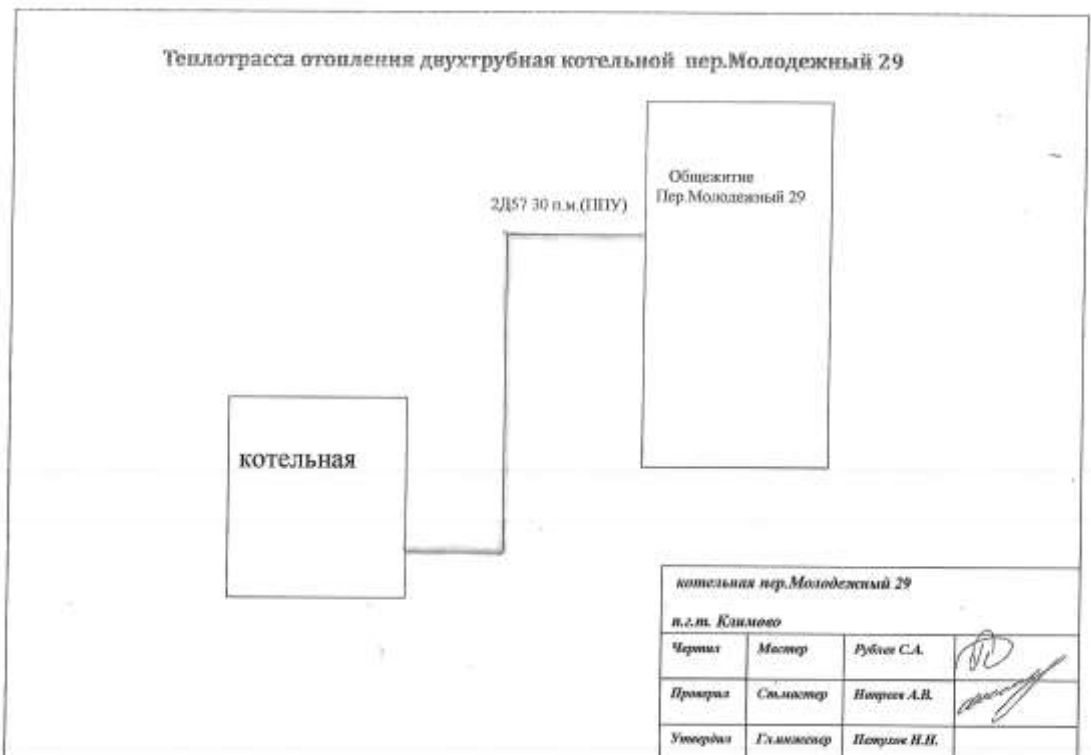 Теплотрасса отопления двухтрубная котельной пер.Молодежный 29
Общежитие
Пер.Молодежный 29
2Д57 30 п.м.(ППУ)
котельная
котельная пер.Молодежный 29
п.г.т. Климово
Чертил Мастер Рублев С.А.
Проверил Ст.мастер А.В.
Утвердил Гл.инженер Н.Н.